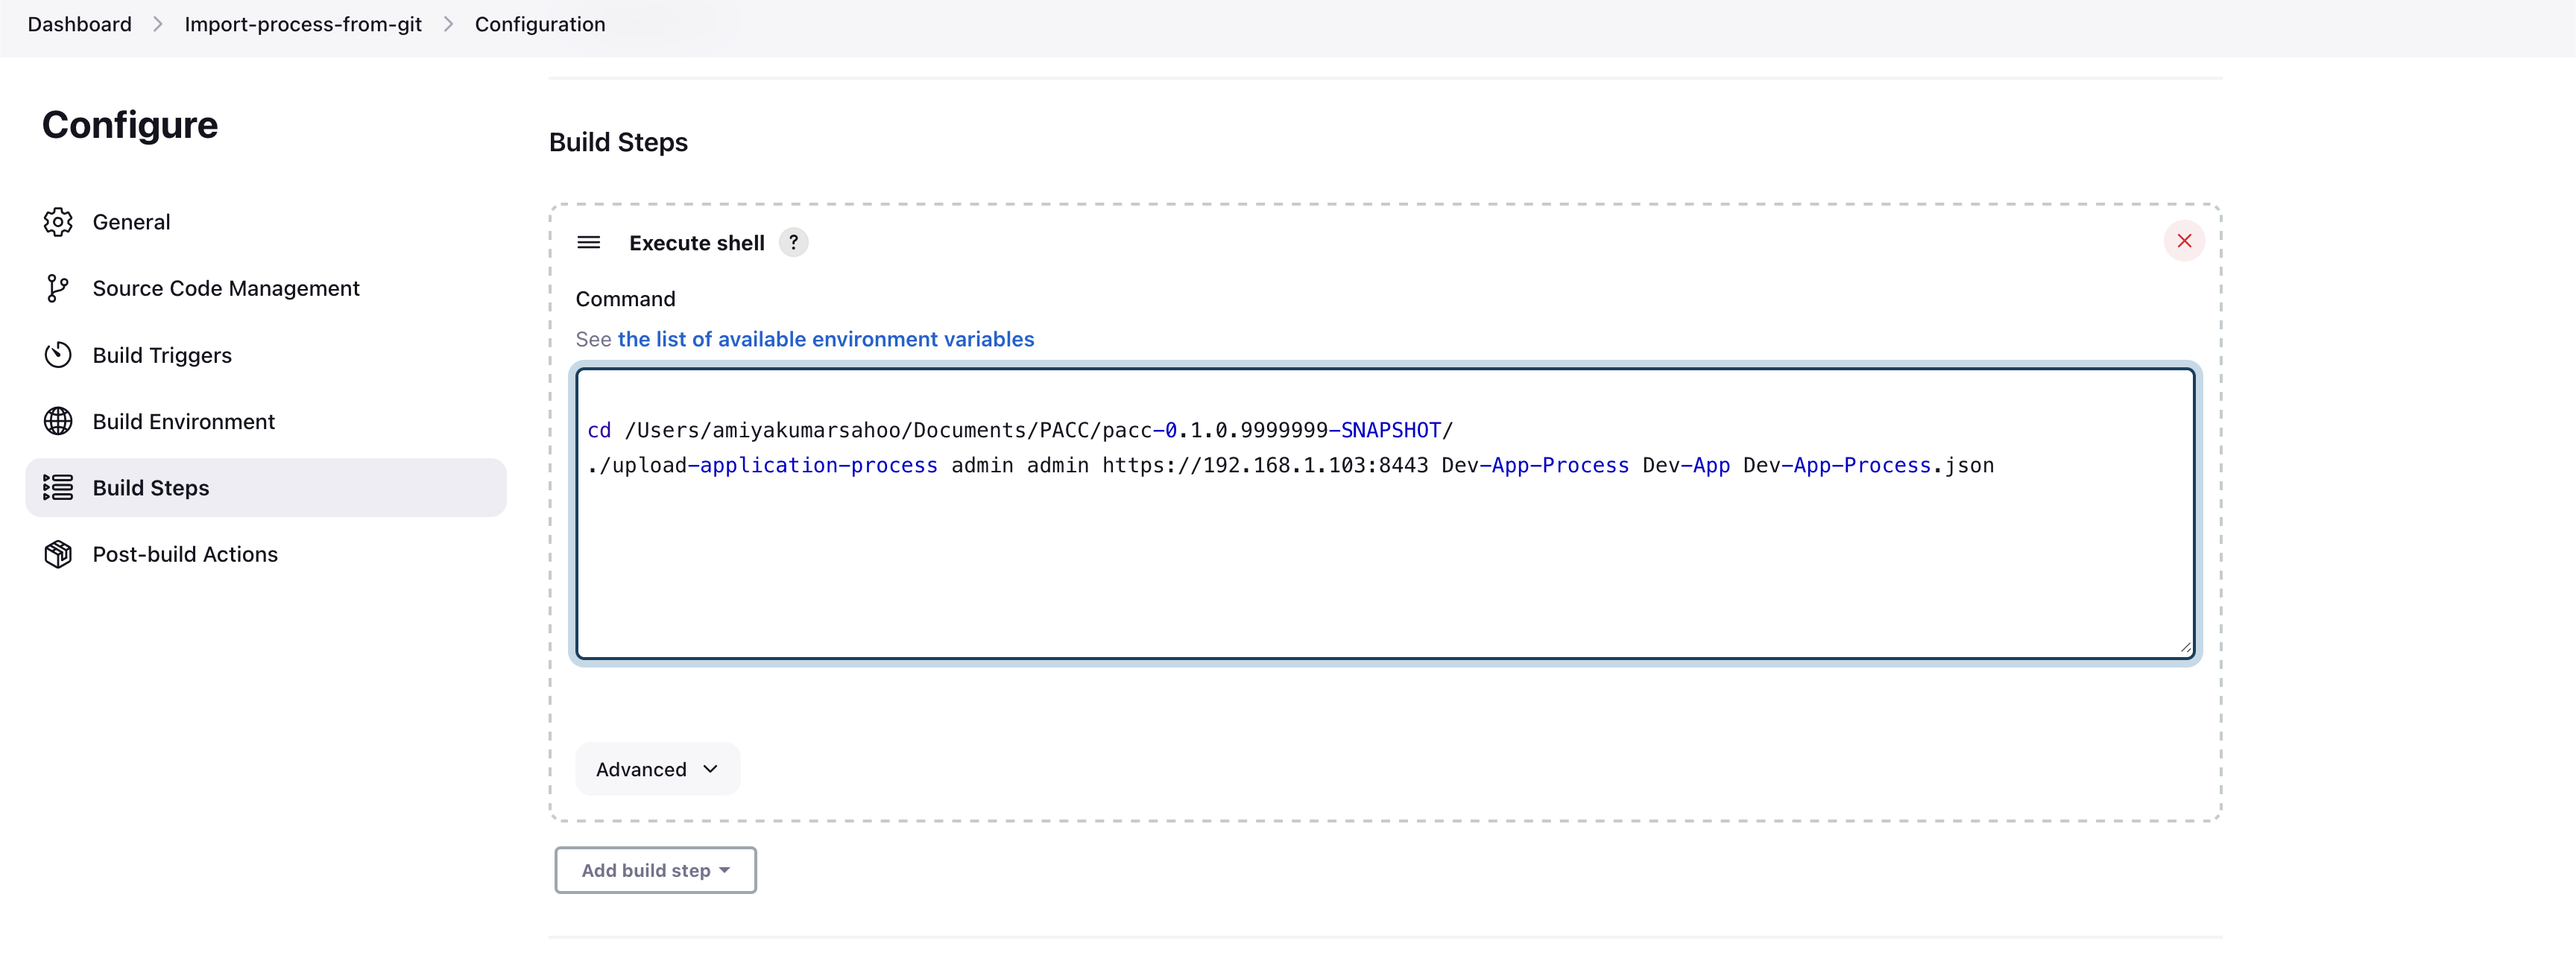 Dashboard > Import-process-from-git > Configuration
Configure
General
Source Code Management
Build Triggers
Build Environment
Build Steps
Post-build Actions
Build Steps
Execute shell ?
Command
See the list of available environment variables
cd /Users/amiyakumarsahoo/Documents/PACC/pacc-0.1.0.9999999-SNAPSHOT/
./upload-application-process admin admin https://192.168.1.103:8443 Dev-App-Process Dev-App Dev-App-Process.json
Advanced
Add build step